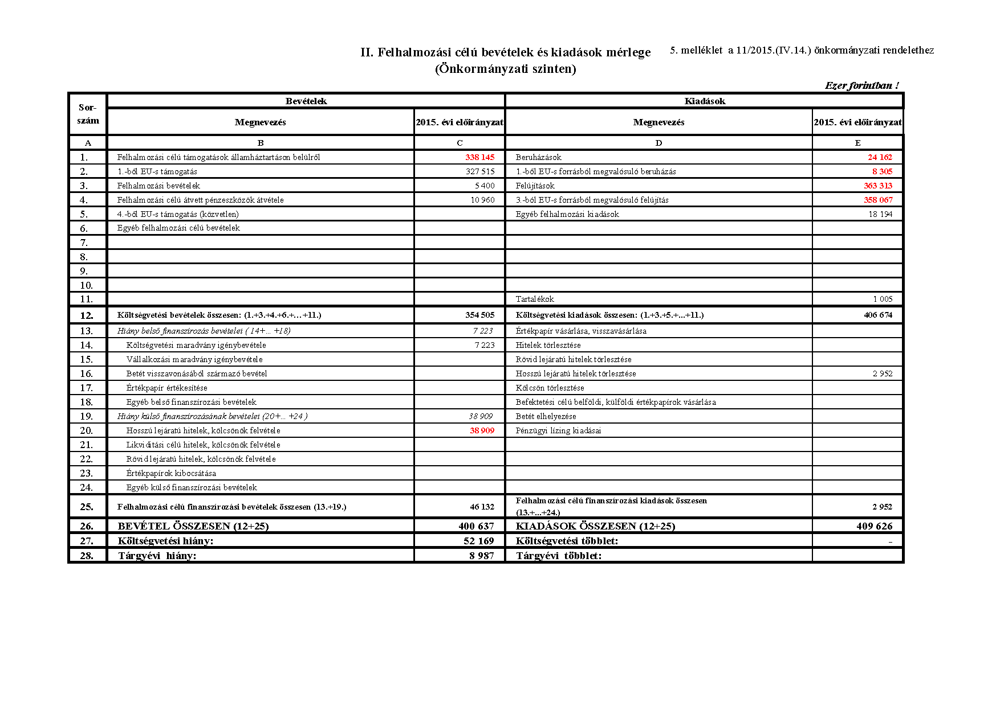 II. Felhalmozási célú bevételek és kiadások mérlege 5. melléklet a 11/2015.(IV.14.) önkormányzati rendelethez
(Önkormányzati szinten)
Ezer forintban !
Sor-
szám
Bevételek Kiadások
Megnevezés 2015. évi előirányzat Megnevezés 2015. évi előirányzat
A B C D E
1. Felhalmozási célú támogatások államháztartáson belülről 338 145 Beruházások 24 162
2. 1.-ből EU-s támogatás 327 515 1.-ből EU-s forrásból megvalósuló beruházás 8 305
3. Felhalmozási bevételek 5 400 Felújítások 363 313
4. Felhalmozási célú átvett pénzeszközök átvétele 10 960 3.-ból EU-s forrásból megvalósuló felújítás 358 067
5. 4.-ből EU-s támogatás (közvetlen) Egyéb felhalmozási kiadások 18 194
6. Egyéb felhalmozási célú bevételek
7.
8.
9.
10.
11. Tartalékok 1 005
12. Költségvetési bevételek összesen: (1.+3.+4.+6.+…+11.) 354 505 Költségvetési kiadások összesen: (1.+3.+5.+...+11.) 406 674
13. Hiány belső finanszírozás bevételei ( 14+… +18) 7 223 Értékpapír vásárlása, visszavásárlása
14. Költségvetési maradvány igénybevétele 7 223 Hitelek törlesztése
15. Vállalkozási maradvány igénybevétele Rövid lejáratú hitelek törlesztése
16. Betét visszavonásából származó bevétel Hosszú lejáratú hitelek törlesztése 2 952
17. Értékpapír értékesítése Kölcsön törlesztése
18. Egyéb belső finanszírozási bevételek Befektetési célú belföldi, külföldi értékpapírok vásárlása
19. Hiány külső finanszírozásának bevételei (20+… +24 ) 38 909 Betét elhelyezése
20. Hosszú lejáratú hitelek, kölcsönök felvétele 38 909 Pénzügyi lízing kiadásai
21. Likviditási célú hitelek, kölcsönök felvétele
22. Rövid lejáratú hitelek, kölcsönök felvétele
23. Értékpapírok kibocsátása
24. Egyéb külső finanszírozási bevételek
25. Felhalmozási célú finanszírozási bevételek összesen (13.+19.) 46 132 Felhalmozási célú finanszírozási kiadások összesen
(13.+...+24.) 2 952
26. BEVÉTEL ÖSSZESEN (12+25) 400 637 KIADÁSOK ÖSSZESEN (12+25) 409 626
27. Költségvetési hiány: 52 169 Költségvetési többlet: -
28. Tárgyévi hiány: 8 987 Tárgyévi többlet: